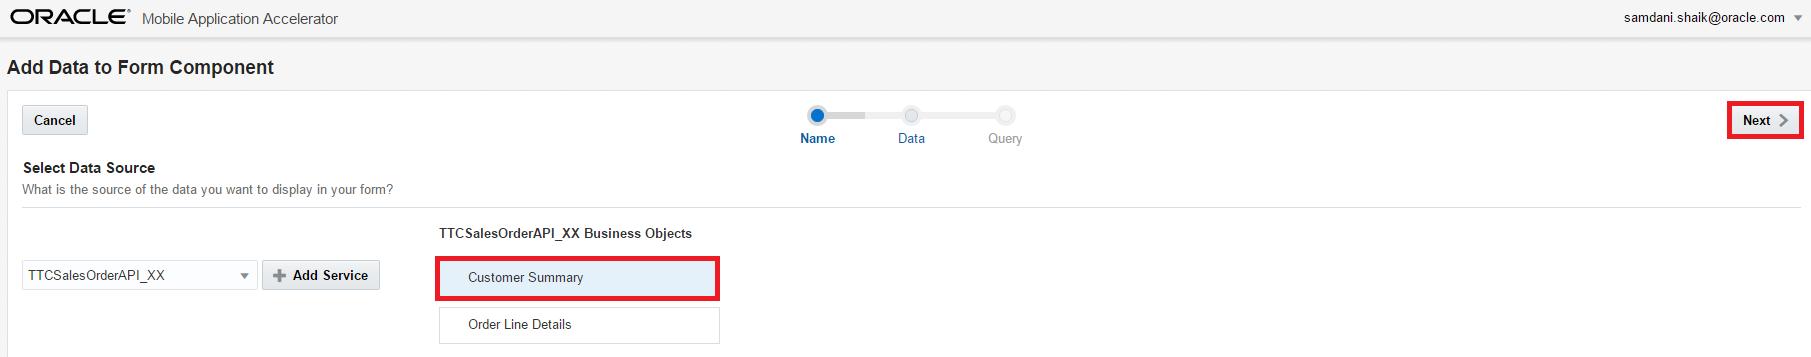 ORACLE® Mobile Application Accelerator
samdani.shaik@oracle.com
Add Data to Form Component
Cancel
Name
Data
Query
Next
Select Data Source
What is the source of the data you want to display in your form?
TTCSalesOrderAPI_XX Business Objects
TTCSalesOrderAPI_XX
Add Service
Customer Summary
Order Line Details